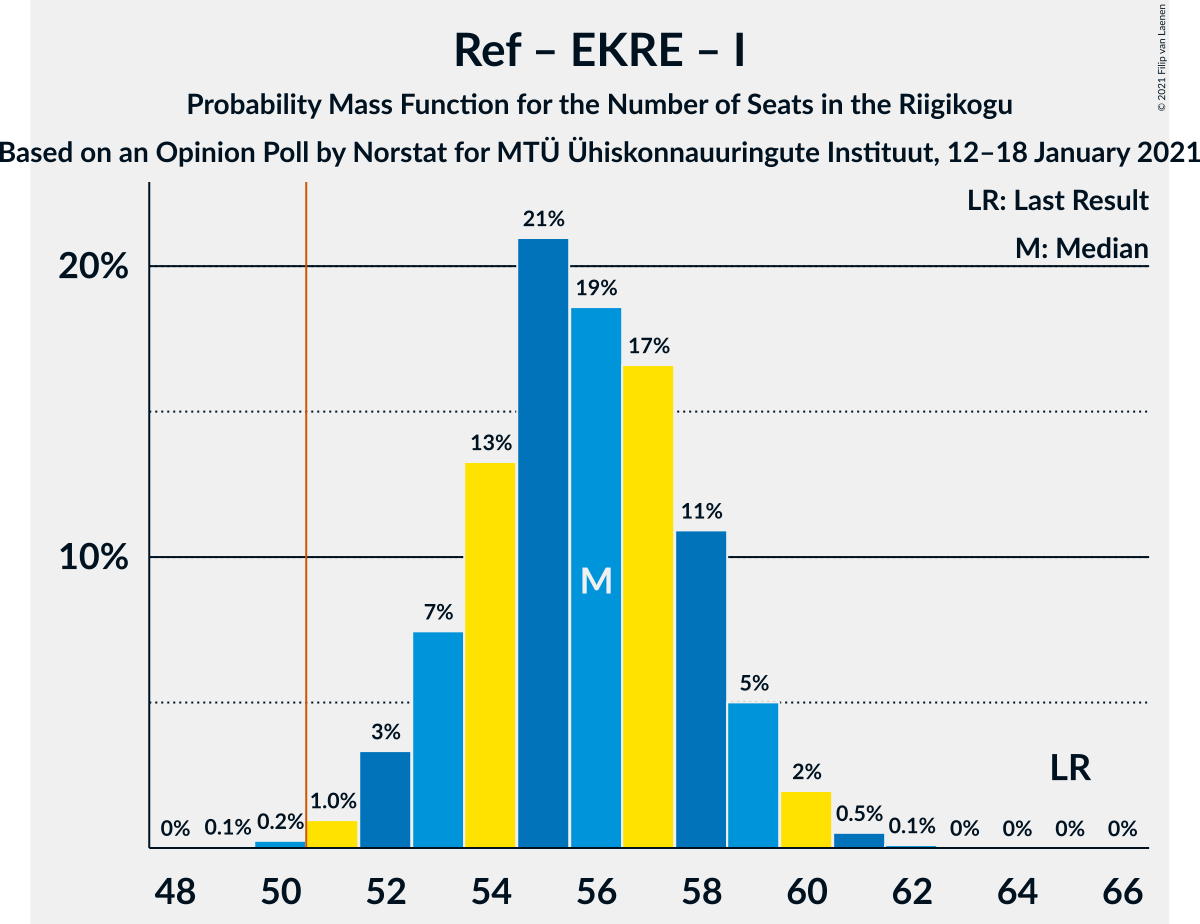 Ref – EKRE – I
Probability Mass Function for the Number of Seats in the Riigikogu
Based on an Opinion Poll by Norstat for MTÜ Ühiskonnauuringute Instituut, 12–18 January 2021
© 2021 Filip van Laenen
LR: Last Result
M: Median
20%
10%
0%
0.1%
0.2%
1.0%
3%
7%
13%
21%
19%
17%
11%
5%
2%
0.5%
0.1%
0%
0%
0%
0%
M
LR
48 50 52 54 56 58 60 62 64 66